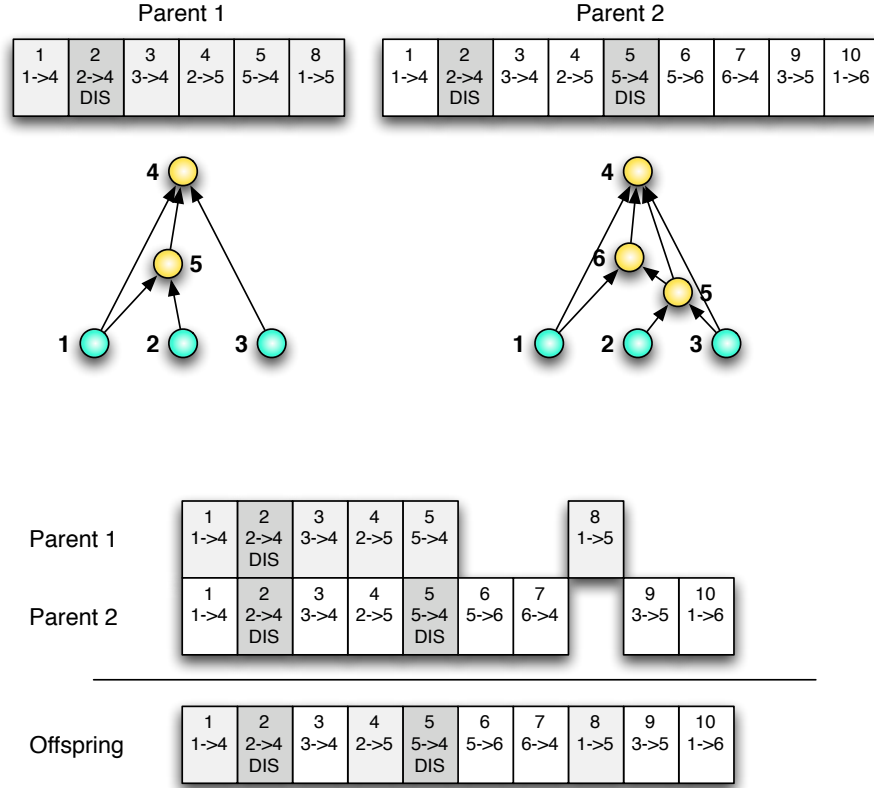 Parent 1
Parent 2
1 2 3 4 5 8
1->4 2->4 3->4 2->5 5->4 1->5
DIS
1 2 3 4 5 6 7 9 10
1->4 2->4 3->4 2->5 5->4 5->6 6->4 3->5 1->6
DIS DIS
4
5
1 2 3
4
6
5
1 2 3
Parent 1
1 2 3 4 5 8
1->4 2->4 3->4 2->5 5->4 1->5
DIS
Parent 2
1 2 3 4 5 6 7 9 10
1->4 2->4 3->4 2->5 5->4 5->6 6->4 3->5 1->6
DIS DIS
Offspring
1 2 3 4 5 6 7 8 9 10
1->4 2->4 3->4 2->5 5->4 5->6 6->4 1->5 3->5 1->6
DIS DIS